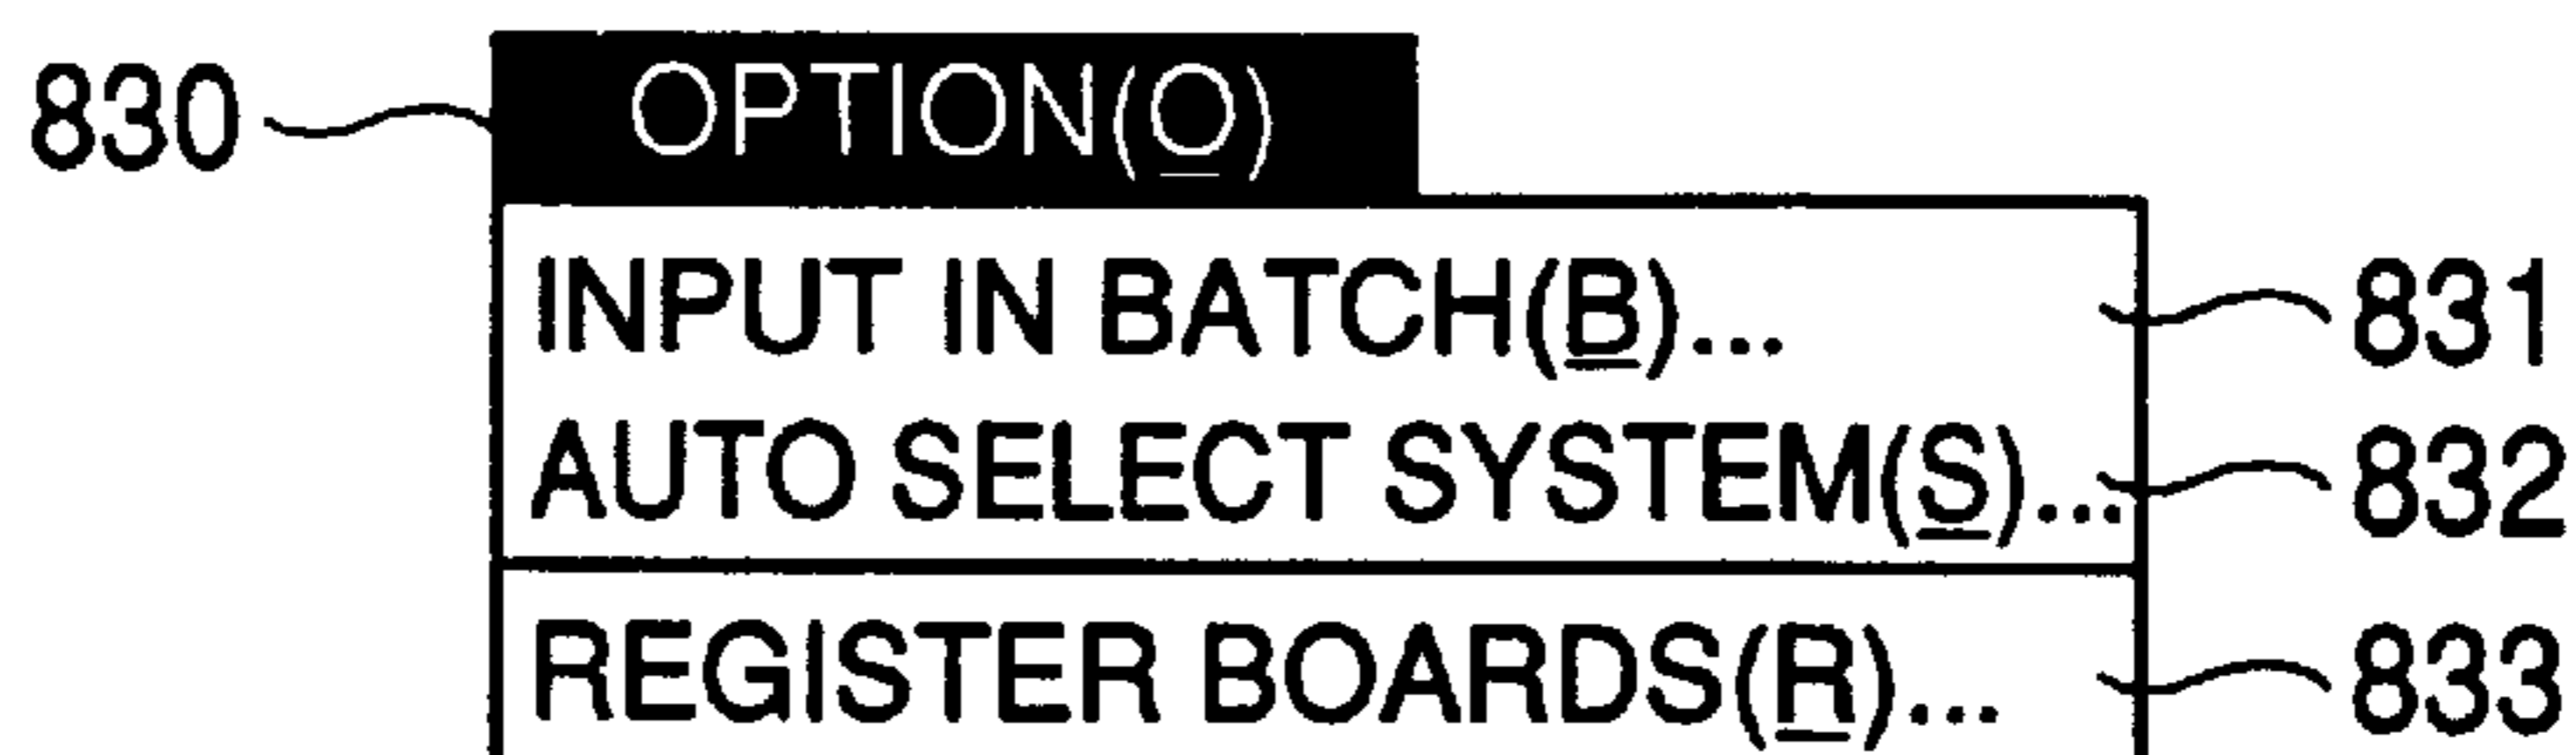 830 OPTION(O)
INPUT IN BATCH(B)... 831
AUTO SELECT SYSTEM(S)... 832
REGISTER BOARDS(R)... 833